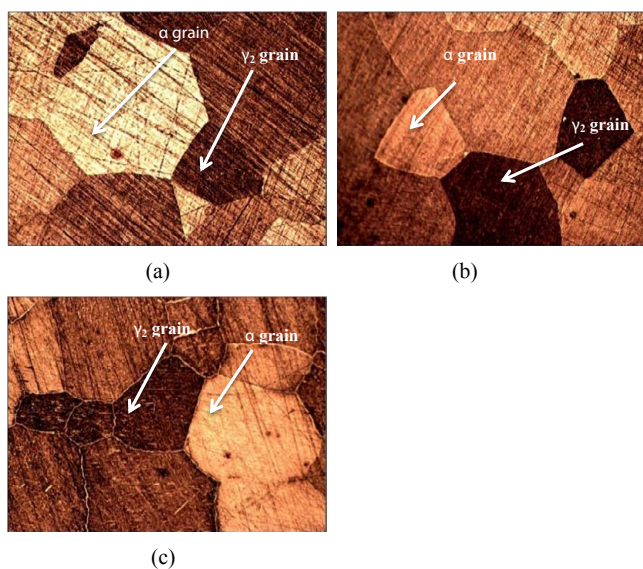 α grain
γ₂ grain
(a)
α grain
γ₂ grain
(b)
γ₂ grain
α grain
(c)